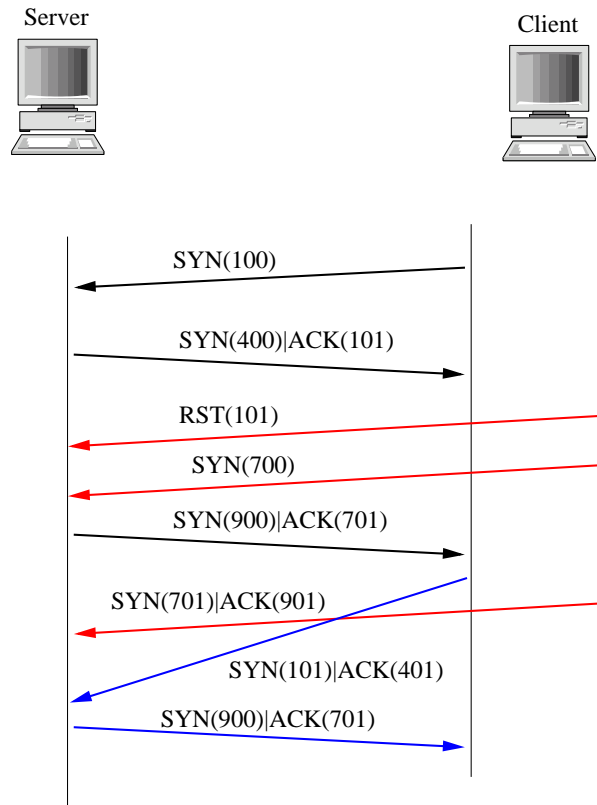 Server
Client
SYN(100)
SYN(400)|ACK(101)
RST(101)
SYN(700)
SYN(900)|ACK(701)
SYN(701)|ACK(901)
SYN(101)|ACK(401)
SYN(900)|ACK(701)